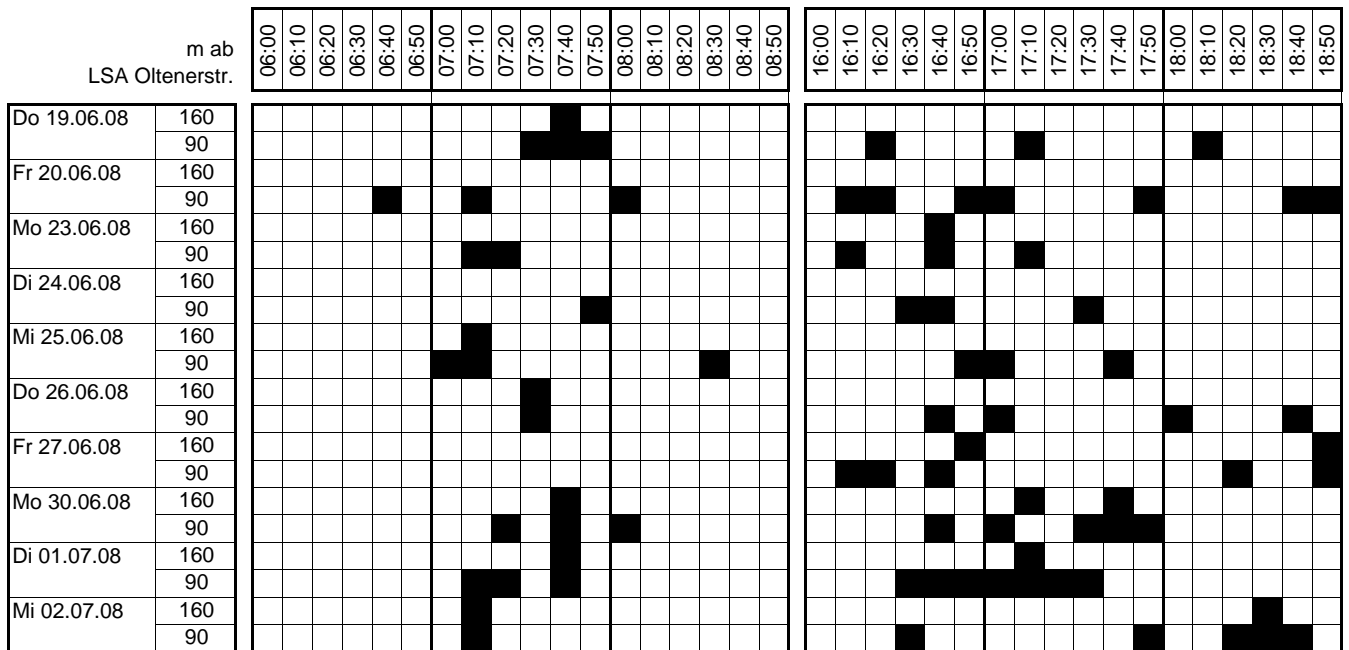 m ab
LSA Oltenerstr.
06:00 06:10 06:20 06:30 06:40 06:50 07:00 07:10 07:20 07:30 07:40 07:50 08:00 08:10 08:20 08:30 08:40 08:50 16:00 16:10 16:20 16:30 16:40 16:50 17:00 17:10 17:20 17:30 17:40 17:50 18:00 18:10 18:20 18:30 18:40 18:50
Do 19.06.08 160
90
Fr 20.06.08 160
90
Mo 23.06.08 160
90
Di 24.06.08 160
90
Mi 25.06.08 160
90
Do 26.06.08 160
90
Fr 27.06.08 160
90
Mo 30.06.08 160
90
Di 01.07.08 160
90
Mi 02.07.08 160
90